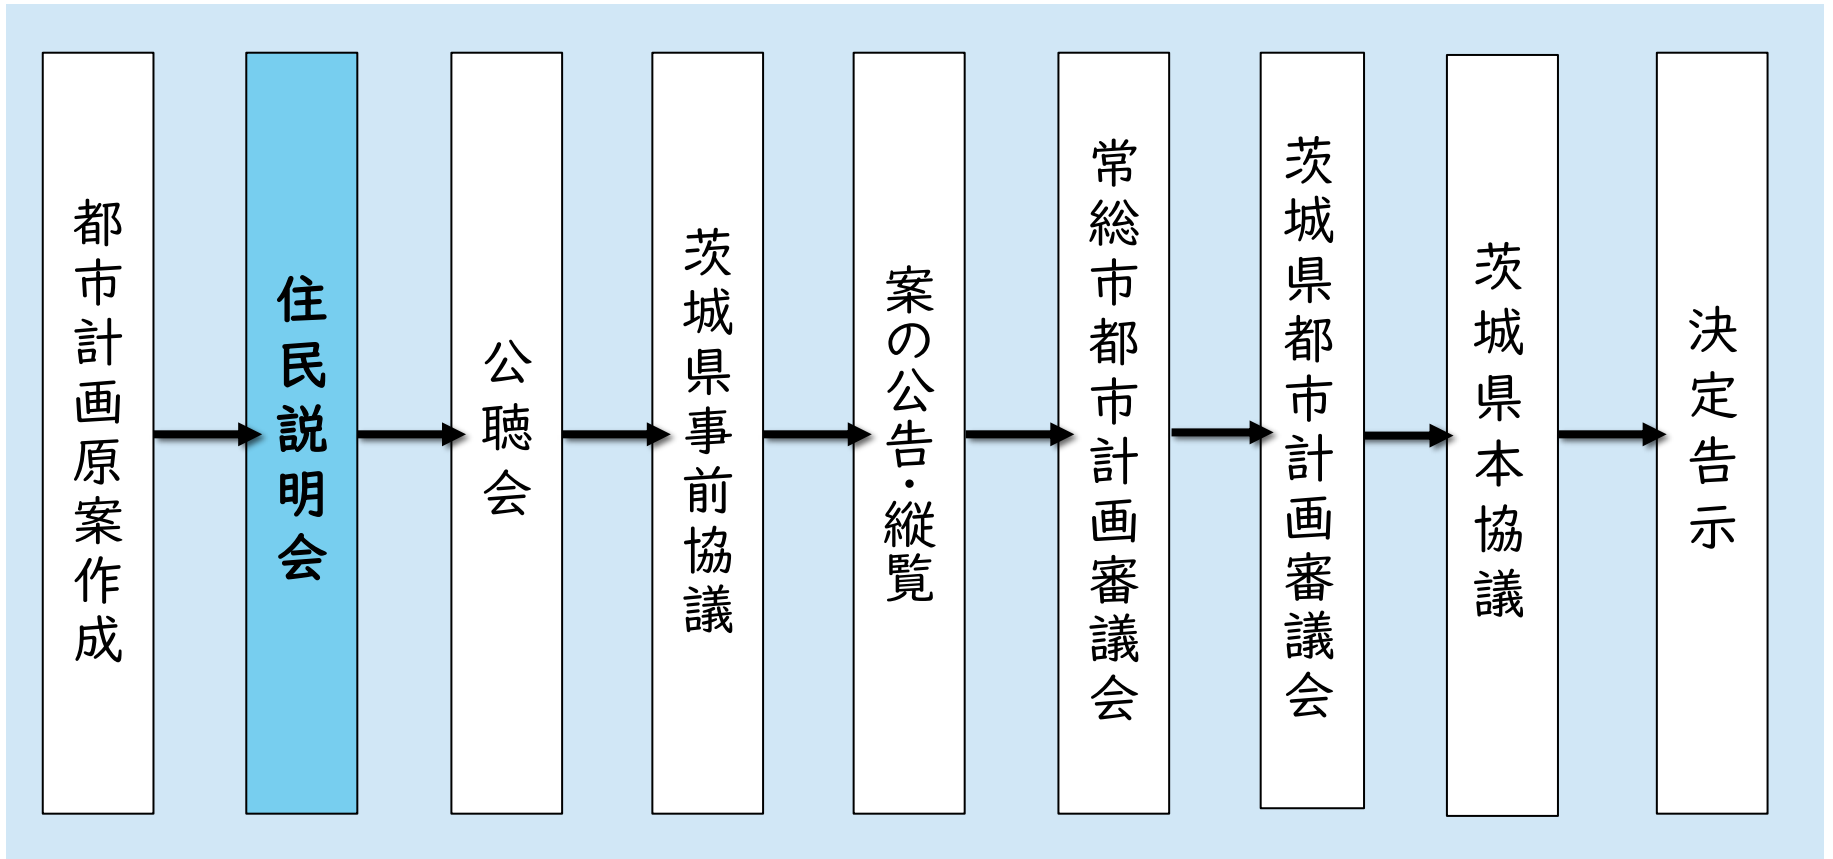 都市計画原案作成
住民説明会
公聴会
茨城県事前協議
案の公告・縦覧
常総市都市計画審議会
茨城県都市計画審議会
茨城県本協議
決定告示